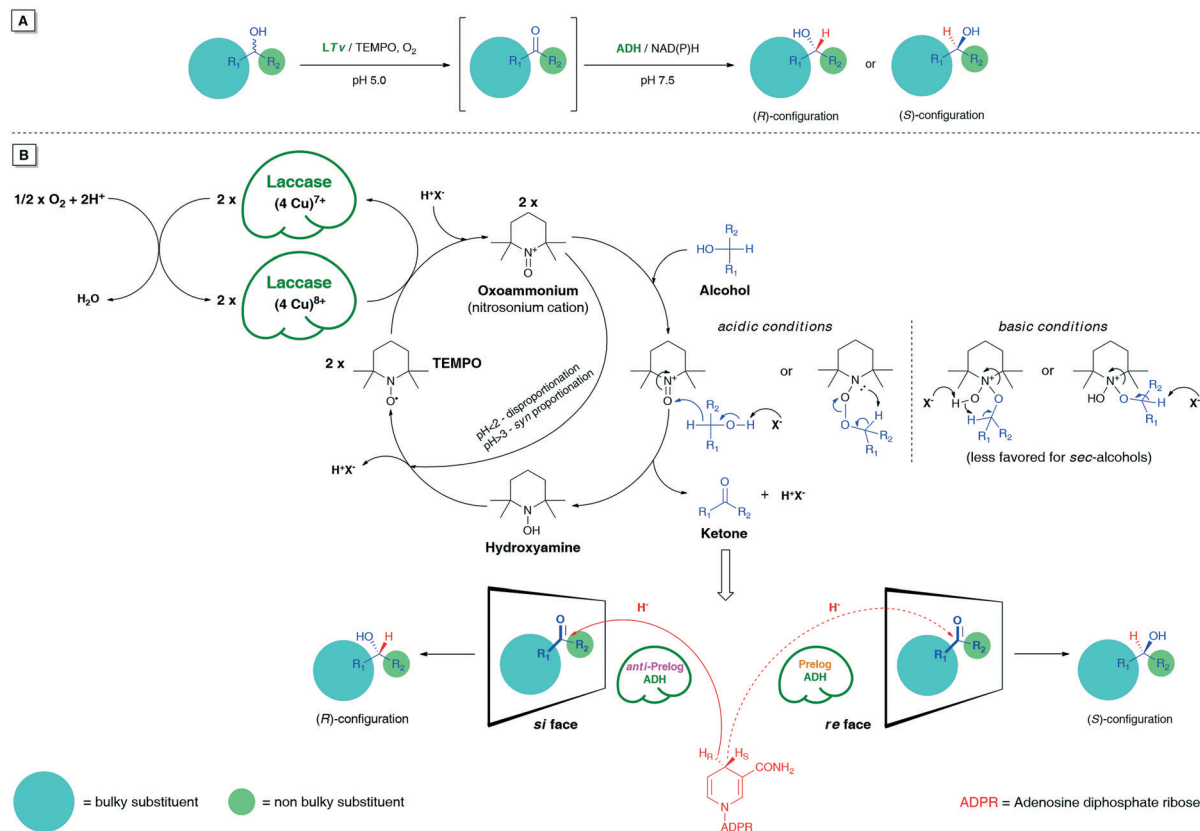 A
OH
R1 R2
LTv / TEMPO, O2
pH 5.0
O
R1 R2
ADH / NAD(P)H
pH 7.5
HO H
R1 R2
(R)-configuration
or
H OH
R1 R2
(S)-configuration
B
1/2 x O2 + 2H+
H2O
2 x
Laccase
(4 Cu)7+
2 x
Laccase
(4 Cu)8+
H+X-
2 x
N+
O
Oxoammonium
(nitrosonium cation)
R2
HO H
R1
Alcohol
2 x
N
O•
TEMPO
pH<2 - disproportionation
pH>3 - syn proportionation
H+X-
N
OH
Hydroxyamine
acidic conditions
N+
O
R2
O H
R1
X-
or
N
O
O H
R2
R1
basic conditions
X-
H O
N+
O
H
R2
R1
or
N+
HO O
R2
H
R1
X-
(less favored for sec-alcohols)
O
R1 R2
+ H+X-
Ketone
HO H
R1 R2
(R)-configuration
O
R1 R2
si face
H-
anti-Prelog
ADH
H-
Prelog
ADH
O
R1 R2
re face
H OH
R1 R2
(S)-configuration
HR HS
CONH2
N
ADPR
= bulky substituent
= non bulky substituent
ADPR = Adenosine diphosphate ribose